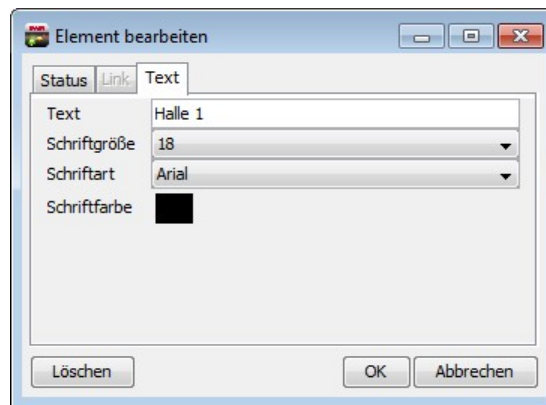 Element bearbeiten
Status Link Text
Text Halle 1
Schriftgröße 18
Schriftart Arial
Schriftfarbe
Löschen OK Abbrechen